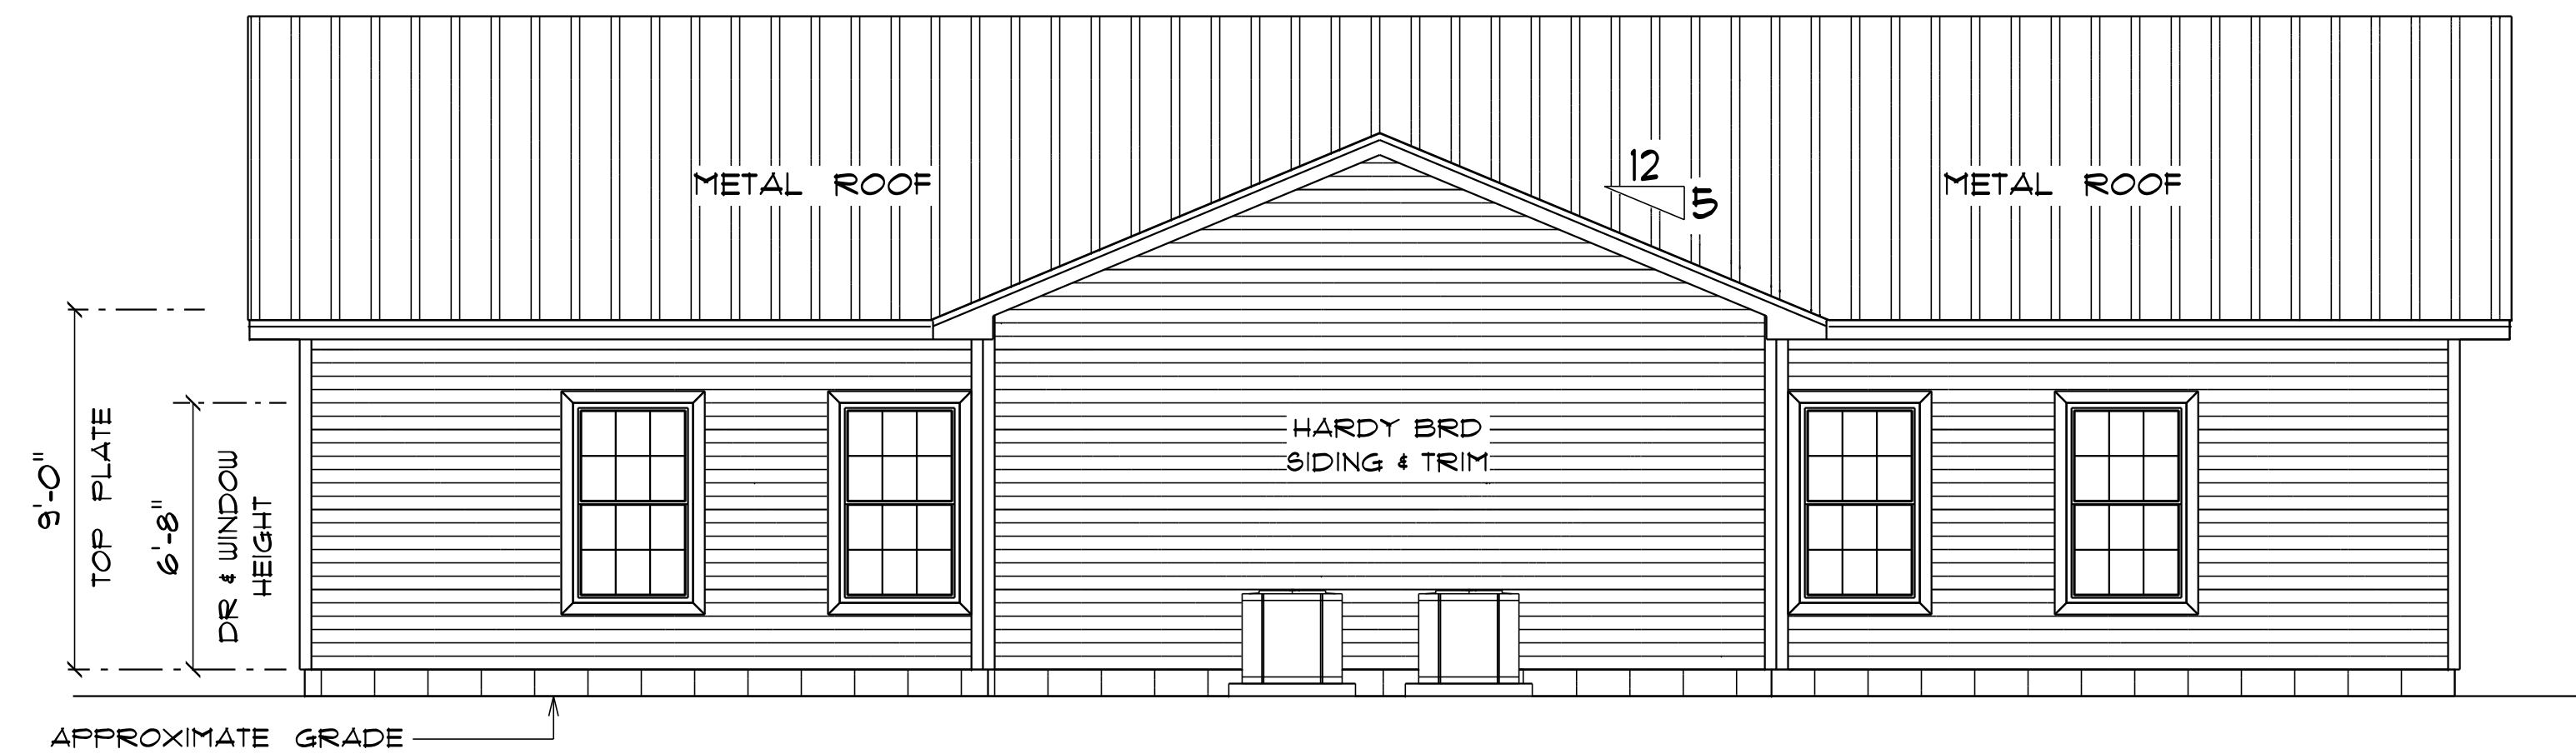 METAL ROOF
12
5
METAL ROOF
9'-0"
TOP PLATE
6'-8"
DR & WINDOW
HEIGHT
HARDY BRD
SIDING & TRIM
APPROXIMATE GRADE